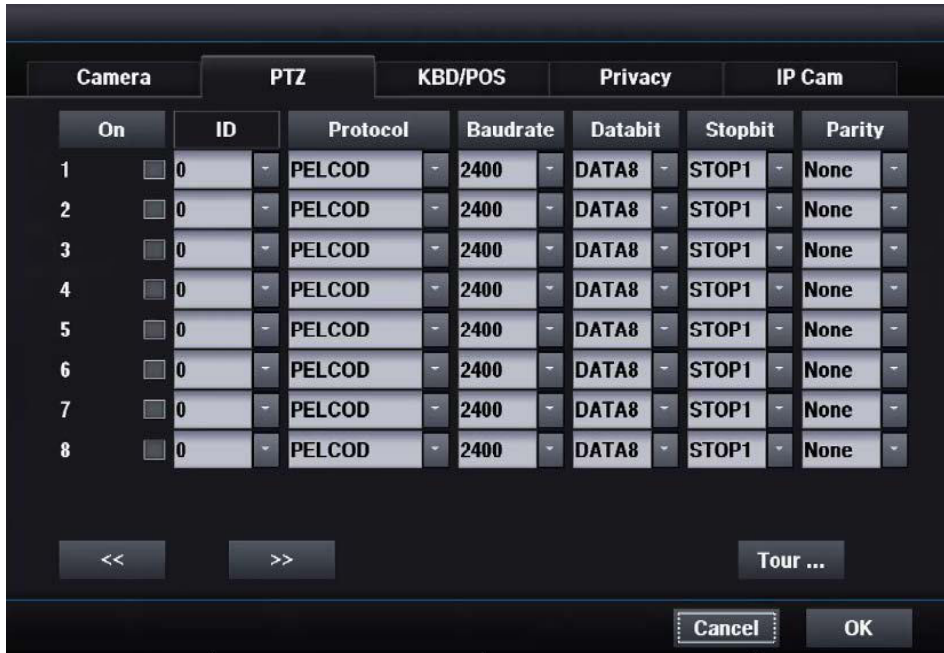 Camera PTZ KBD/POS Privacy IP Cam
On ID Protocol Baudrate Databit Stopbit Parity
1 0 PELCOD 2400 DATA8 STOP1 None
2 0 PELCOD 2400 DATA8 STOP1 None
3 0 PELCOD 2400 DATA8 STOP1 None
4 0 PELCOD 2400 DATA8 STOP1 None
5 0 PELCOD 2400 DATA8 STOP1 None
6 0 PELCOD 2400 DATA8 STOP1 None
7 0 PELCOD 2400 DATA8 STOP1 None
8 0 PELCOD 2400 DATA8 STOP1 None
<< >> Tour ...
Cancel OK